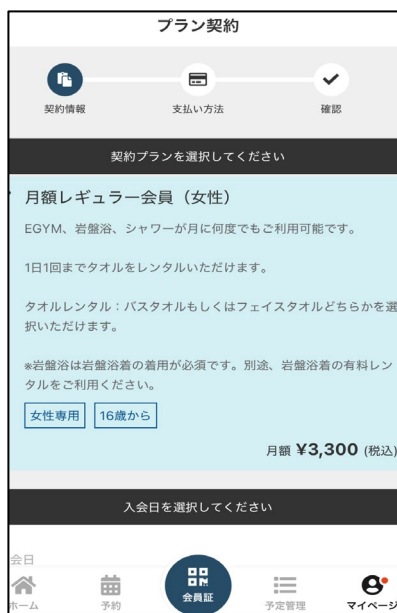 プラン契約
契約情報
支払い方法
確認
契約プランを選択してください
月額レギュラー会員（女性）
EGYM、岩盤浴、シャワーが月に何度でもご利用可能です。
1日1回までタオルをレンタルいただけます。
タオルレンタル：バスタオルもしくはフェイスタオルどちらかを選
択いただけます。
※岩盤浴は岩盤浴着の着用が必須です。別途、岩盤浴着の有料レン
タルをご利用ください。
女性専用 16歳から
月額 ¥3,300 (税込)
入会日を選択してください
会日
ホーム
予約
会員証
予定管理
マイページ